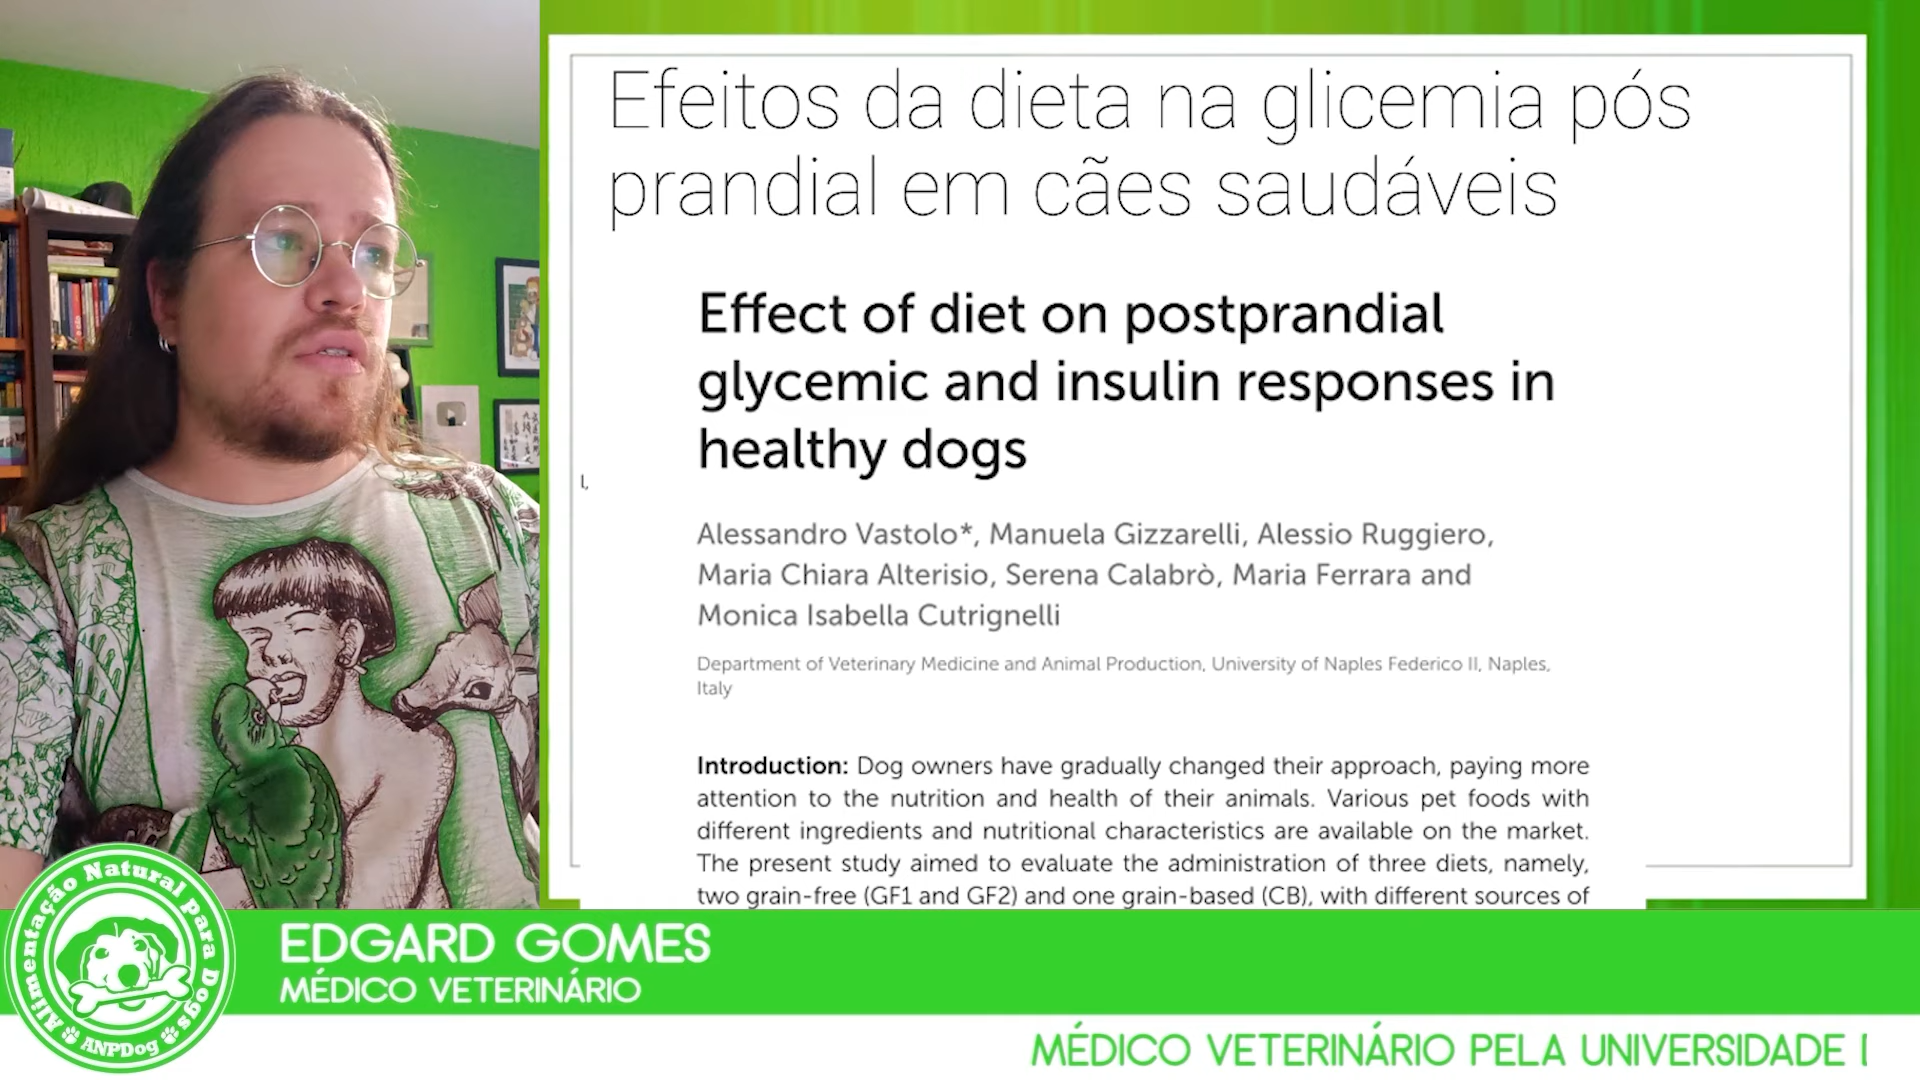 Efeitos da dieta na glicemia pós
prandial em cães saudáveis
Effect of diet on postprandial
glycemic and insulin responses in
healthy dogs
l,
Alessandro Vastolo*, Manuela Gizzarelli, Alessio Ruggiero,
Maria Chiara Alterisio, Serena Calabrò, Maria Ferrara and
Monica Isabella Cutrignelli
Department of Veterinary Medicine and Animal Production, University of Naples Federico II, Naples,
Italy
Introduction: Dog owners have gradually changed their approach, paying more
attention to the nutrition and health of their animals. Various pet foods with
different ingredients and nutritional characteristics are available on the market.
The present study aimed to evaluate the administration of three diets, namely,
two grain-free (GF1 and GF2) and one grain-based (CB), with different sources of
Alimentação Natural Para Dogs
ANPDog
EDGARD GOMES
MÉDICO VETERINÁRIO
MÉDICO VETERINÁRIO PELA UNIVERSIDADE